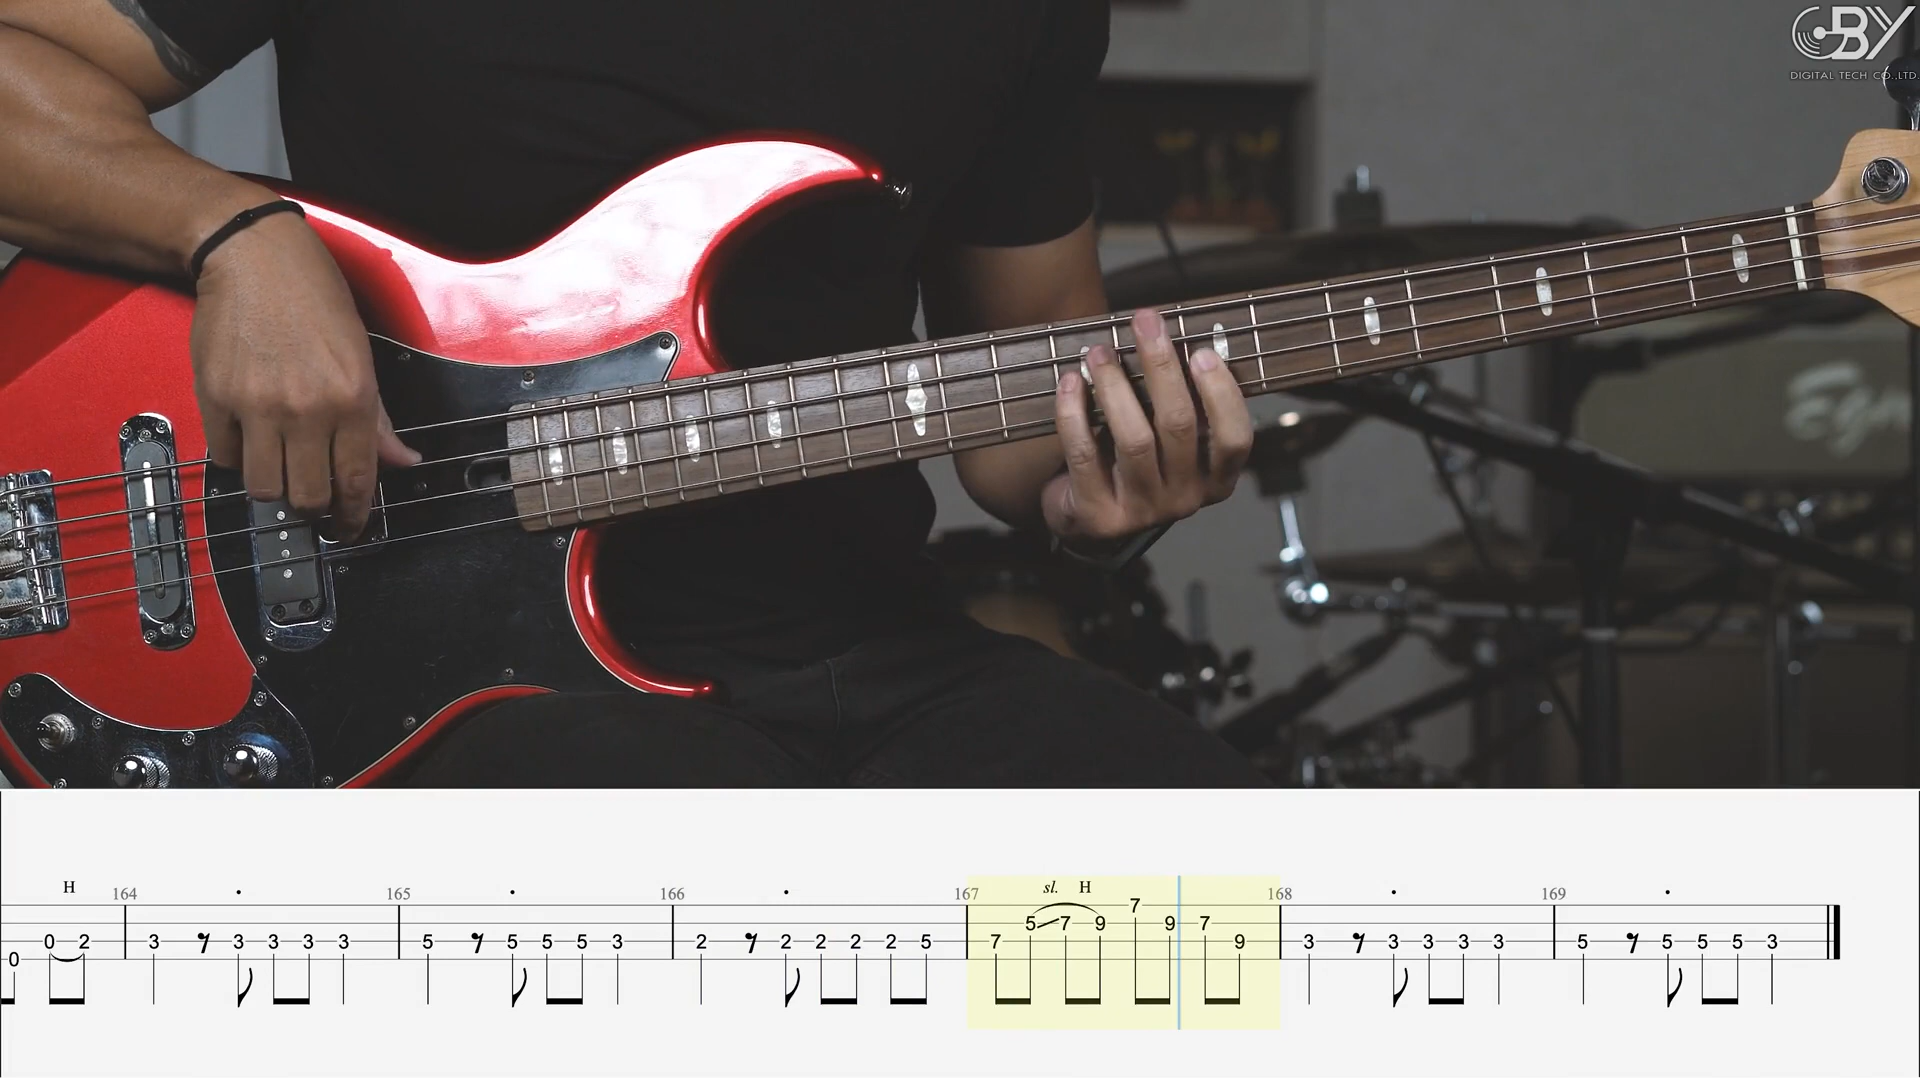 GBY
DIGITAL TECH CO.,LTD.
H 164 165 166 167 sl. H 168 169
7 7
5 7 9 9 7
0 2 3 3 3 3 3 5 5 5 5 3 2 2 2 2 2 5 7 9 3 3 3 3 3 5 5 5 5 3
0